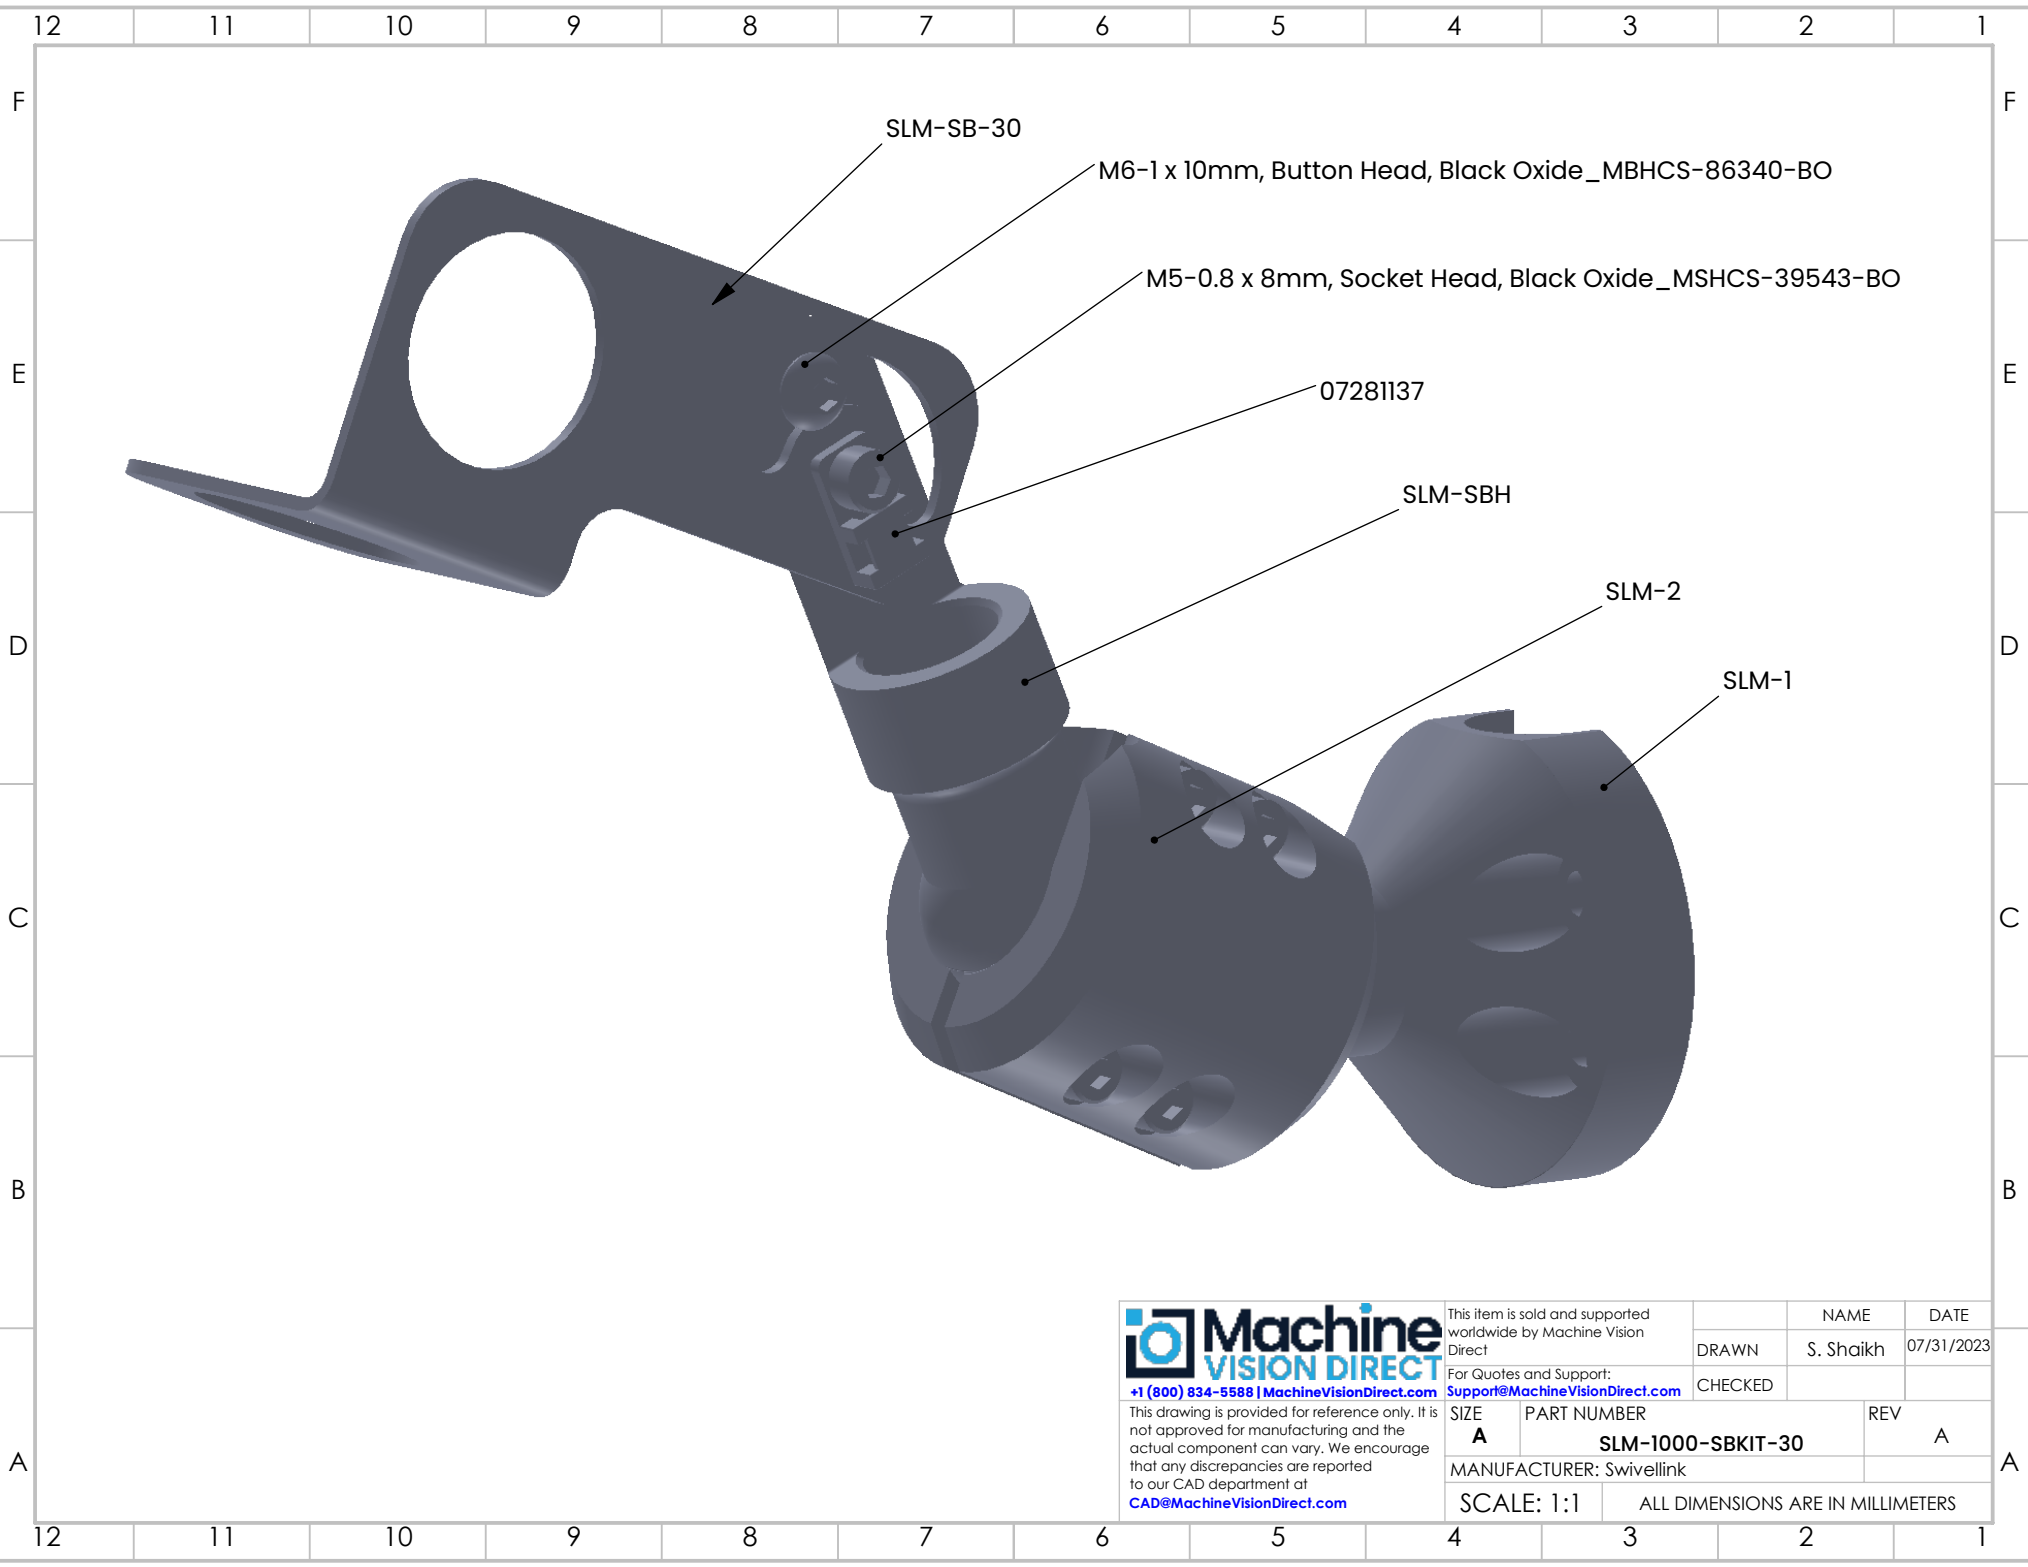 12 11 10 9 8 7 6 5 4 3 2 1
F F
SLM-SB-30
M6-1 x 10mm, Button Head, Black Oxide_MBHCS-86340-BO
M5-0.8 x 8mm, Socket Head, Black Oxide_MSHCS-39543-BO
E E
07281137
SLM-SBH
SLM-2
D D
SLM-1
C C
B B
Machine
VISION DIRECT
+1 (800) 834-5588 | MachineVisionDirect.com
This item is sold and supported
worldwide by Machine Vision
Direct
For Quotes and Support:
Support@MachineVisionDirect.com
NAME DATE
DRAWN S. Shaikh 07/31/2023
CHECKED
This drawing is provided for reference only. It is
not approved for manufacturing and the
actual component can vary. We encourage
that any discrepancies are reported
to our CAD department at
CAD@MachineVisionDirect.com
SIZE PART NUMBER REV
A SLM-1000-SBKIT-30 A
MANUFACTURER: Swivellink
SCALE: 1:1 ALL DIMENSIONS ARE IN MILLIMETERS
A A
12 11 10 9 8 7 6 5 4 3 2 1